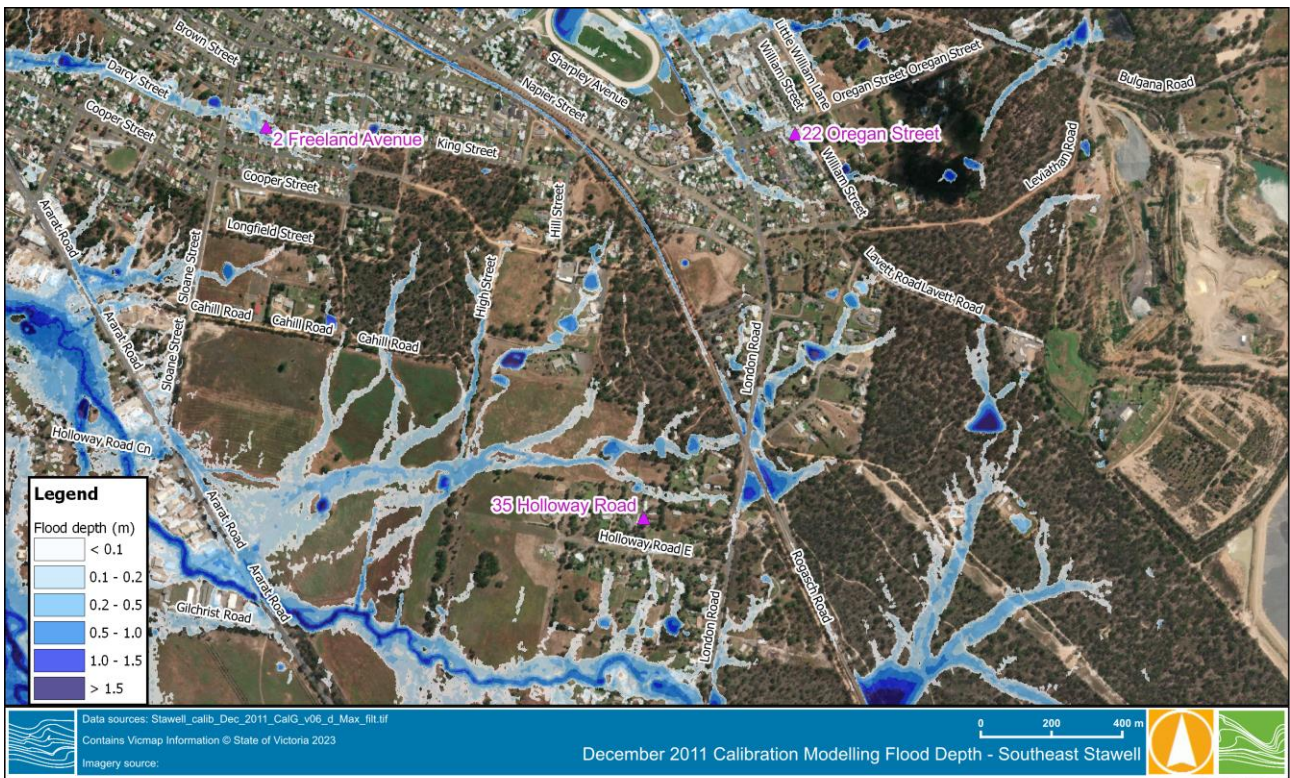 Brown Street
Darcy Street
Cooper Street
2 Freeland Avenue
King Street
Cooper Street
Sharpley Avenue
Napier Street
Little William Lane
William Street
Oregan Street Oregan Street
Bulgana Road
22 Oregan Street
William Street
Leviathan Road
Ararat Road
Longfield Street
Sloane Street
Hill Street
High Street
Lavett Road Lavett Road
Cahill Road
Cahill Road
Cahill Road
Ararat Road
Sloane Street
London Road
Holloway Road Cn
35 Holloway Road
Holloway Road E
Ararat Road
Ararat Road
Rogasch Road
London Road
Gilchrist Road
Legend
Flood depth (m)
< 0.1
0.1 - 0.2
0.2 - 0.5
0.5 - 1.0
1.0 - 1.5
> 1.5
Data sources: Stawell_calib_Dec_2011_CalG_v06_d_Max_filt.tif
Contains Vicmap Information © State of Victoria 2023
Imagery source:
0 200 400 m
December 2011 Calibration Modelling Flood Depth - Southeast Stawell